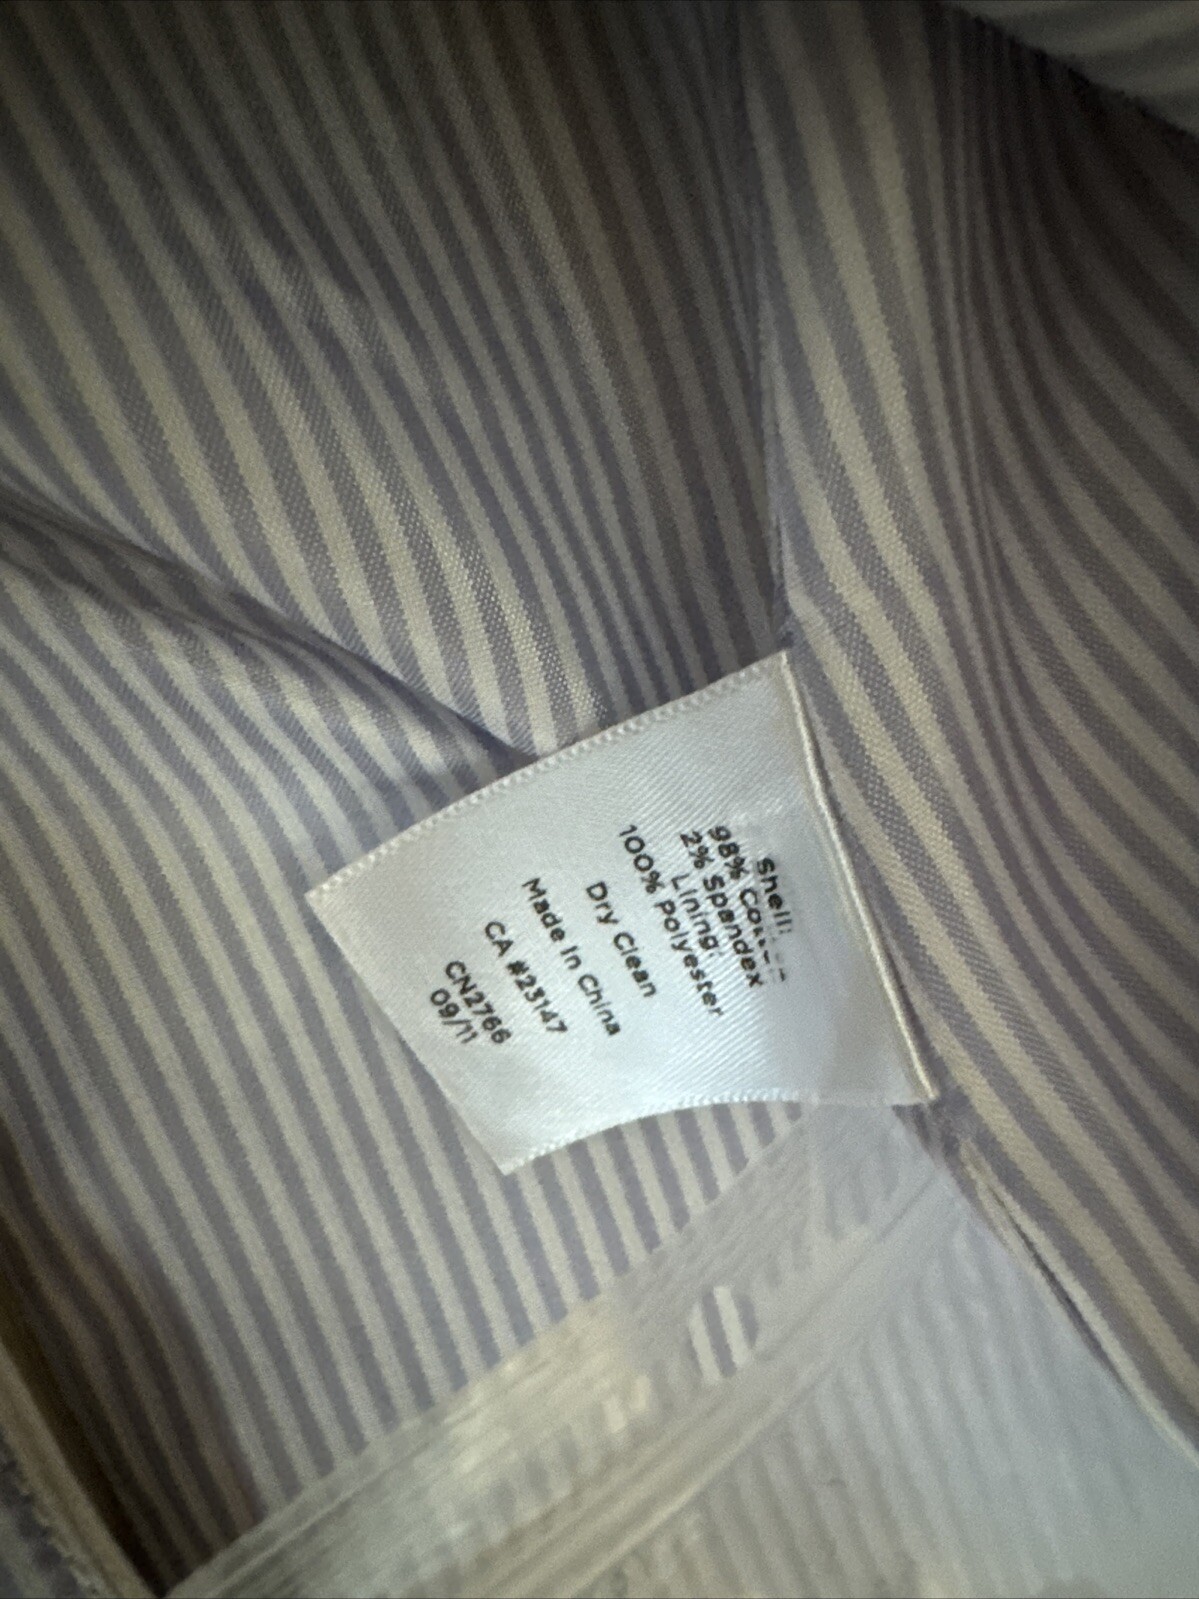 Shell:
98% Cotton
2% Spandex
Lining:
100% Polyester
Dry Clean
Made In China
CA #23147
CN2766
09/11